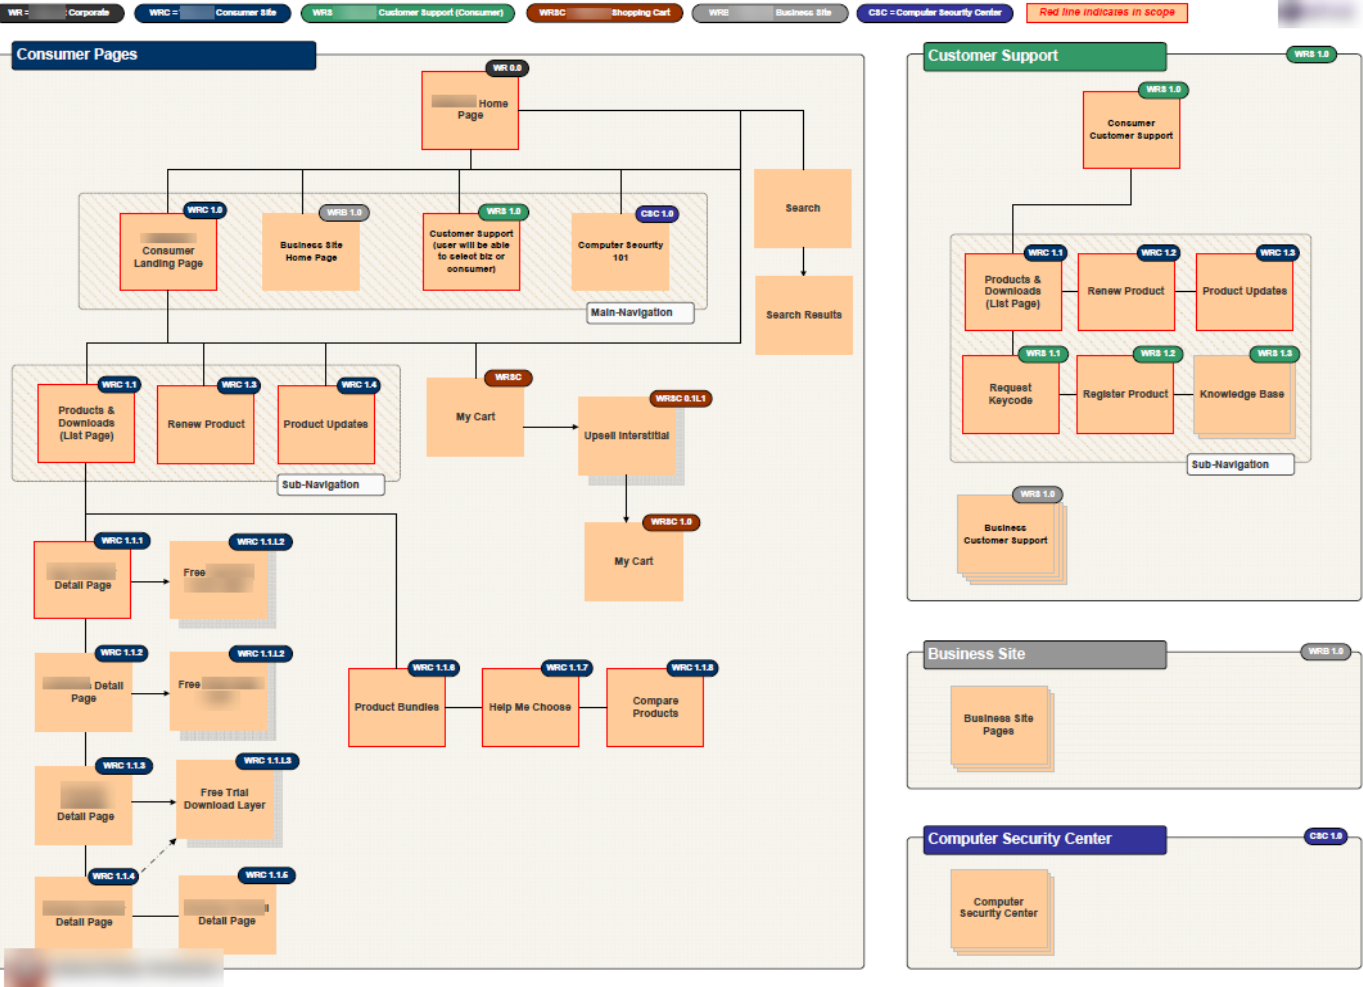 WR = Corporate
WRC = Consumer Site
WRS Customer Support (Consumer)
WRSC Shopping Cart
WRB Business Site
CSC = Computer Security Center
Red line indicates in scope
Consumer Pages
WR 0.0
Home
Page
Search
Search Results
WRC 1.0
Consumer
Landing Page
WRB 1.0
Business Site
Home Page
WRS 1.0
Customer Support
(user will be able
to select biz or
consumer)
CSC 1.0
Computer Security
101
Main-Navigation
WRC 1.1
Products &
Downloads
(List Page)
WRC 1.3
Renew Product
WRC 1.4
Product Updates
Sub-Navigation
WRSC
My Cart
WRSC 0.1L1
Upsell Interstitial
WRSC 1.0
My Cart
WRC 1.1.1
Detail Page
WRC 1.1.L2
Free
WRC 1.1.2
Detail
Page
WRC 1.1.L2
Free
WRC 1.1.3
Detail Page
WRC 1.1.L3
Free Trial
Download Layer
WRC 1.1.4
Detail Page
WRC 1.1.5
Detail Page
WRC 1.1.6
Product Bundles
WRC 1.1.7
Help Me Choose
WRC 1.1.8
Compare
Products
Customer Support
WRS 1.0
WRS 1.0
Consumer
Customer Support
WRC 1.1
Products &
Downloads
(List Page)
WRC 1.2
Renew Product
WRC 1.3
Product Updates
WRS 1.1
Request
Keycode
WRS 1.2
Register Product
WRS 1.3
Knowledge Base
Sub-Navigation
WRS 1.0
Business
Customer Support
Business Site
WRB 1.0
Business Site
Pages
Computer Security Center
CSC 1.0
Computer
Security Center